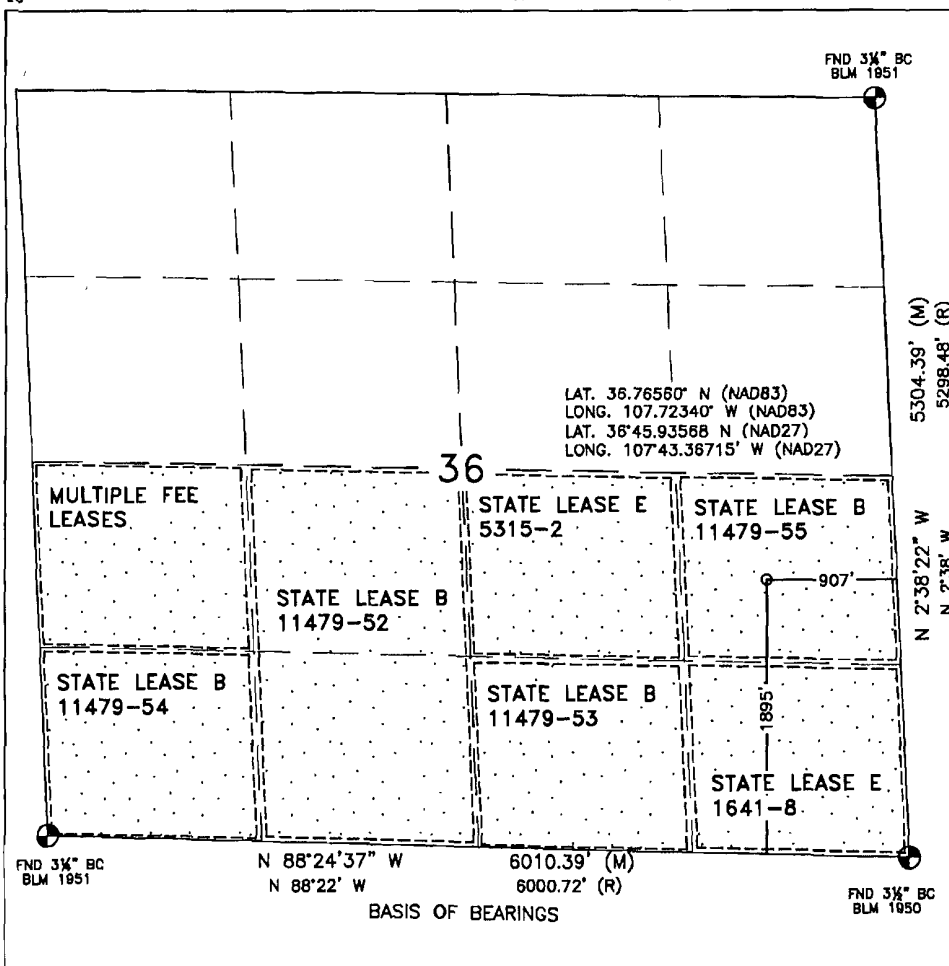 FND 3¼" BC
BLM 1951
5304.39' (M)
5298.48' (R)
LAT. 36.76560° N (NAD83)
LONG. 107.72340° W (NAD83)
LAT. 36°45.93568 N (NAD27)
LONG. 107°43.36715' W (NAD27)
36
MULTIPLE FEE
LEASES
STATE LEASE E
5315-2
STATE LEASE B
11479-55
907'
N 2°38'22" W
N 2°38' W
STATE LEASE B
11479-52
STATE LEASE B
11479-54
STATE LEASE B
11479-53
1895'
STATE LEASE E
1641-8
FND 3¼" BC
BLM 1951
N 88°24'37" W
6010.39' (M)
N 88°22' W
6000.72' (R)
BASIS OF BEARINGS
FND 3½" BC
BLM 1950